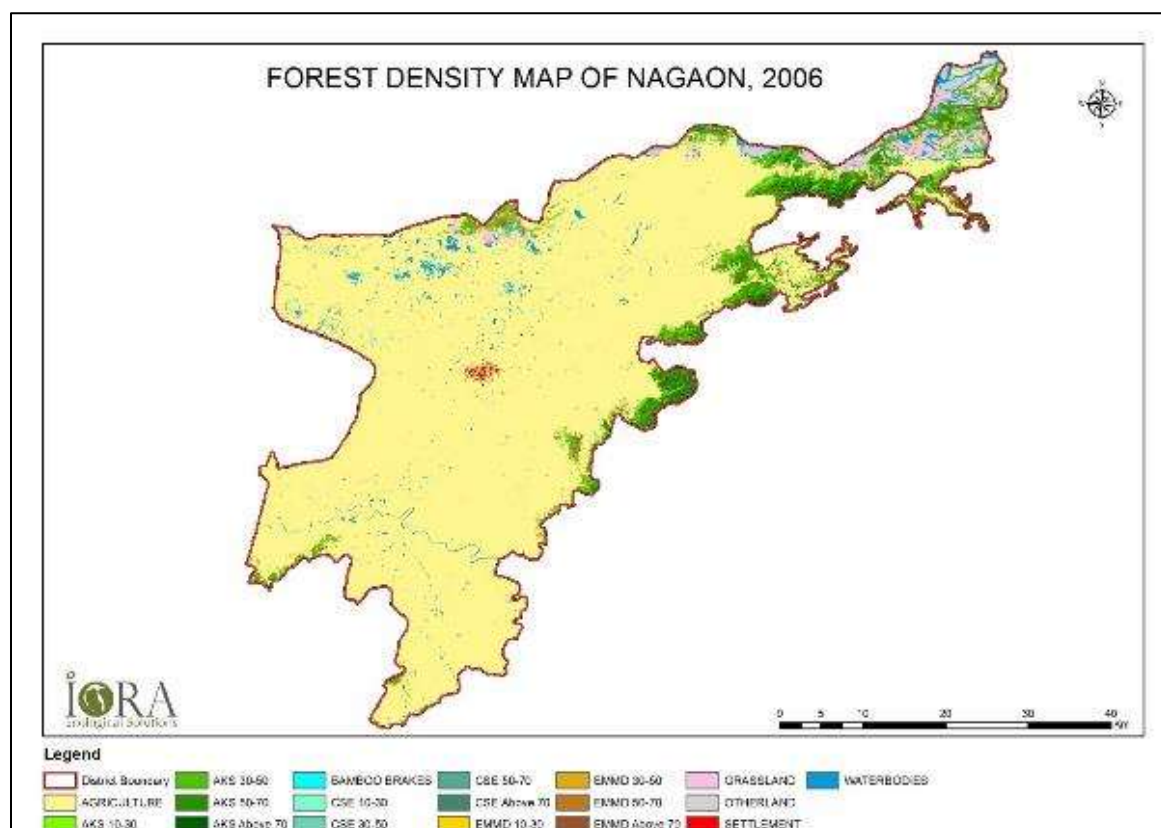 FOREST DENSITY MAP OF NAGAON, 2006
N
IORA
Ecological Solutions
0 5 10 20 30 40
KM
Legend
District Boundary AKS 30-50 BAMBOO BRAKES CSE 50-70 EMMD 30-50 GRASSLAND WATERBODIES
AGRICULTURE AKS 50-70 CSE 10-30 CSE Above 70 EMMD 50-70 OTHERLAND
AKS 10-30 AKS Above 70 CSE 30-50 EMMD 10-30 EMMD Above 70 SETTLEMENT